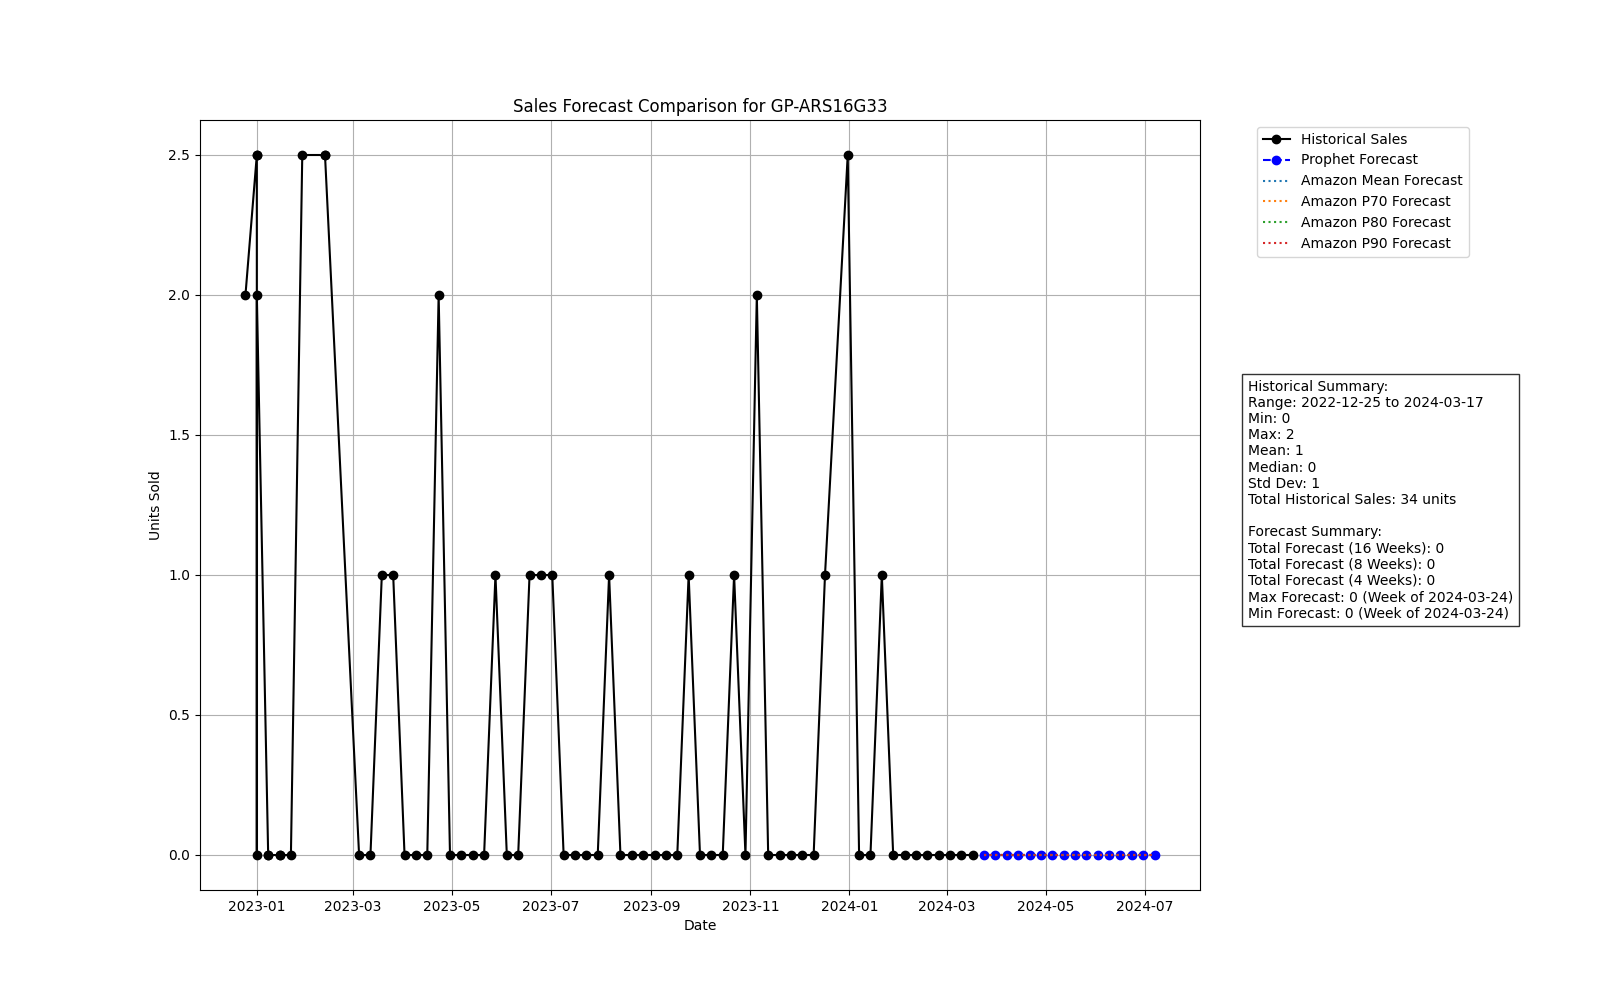 Sales Forecast Comparison for GP-ARS16G33
2.5
2.0
1.5
1.0
0.5
0.0
Units Sold
2023-01
2023-03
2023-05
2023-07
2023-09
2023-11
2024-01
2024-03
2024-05
2024-07
Date
Historical Sales
Prophet Forecast
Amazon Mean Forecast
Amazon P70 Forecast
Amazon P80 Forecast
Amazon P90 Forecast
Historical Summary:
Range: 2022-12-25 to 2024-03-17
Min: 0
Max: 2
Mean: 1
Median: 0
Std Dev: 1
Total Historical Sales: 34 units
Forecast Summary:
Total Forecast (16 Weeks): 0
Total Forecast (8 Weeks): 0
Total Forecast (4 Weeks): 0
Max Forecast: 0 (Week of 2024-03-24)
Min Forecast: 0 (Week of 2024-03-24)